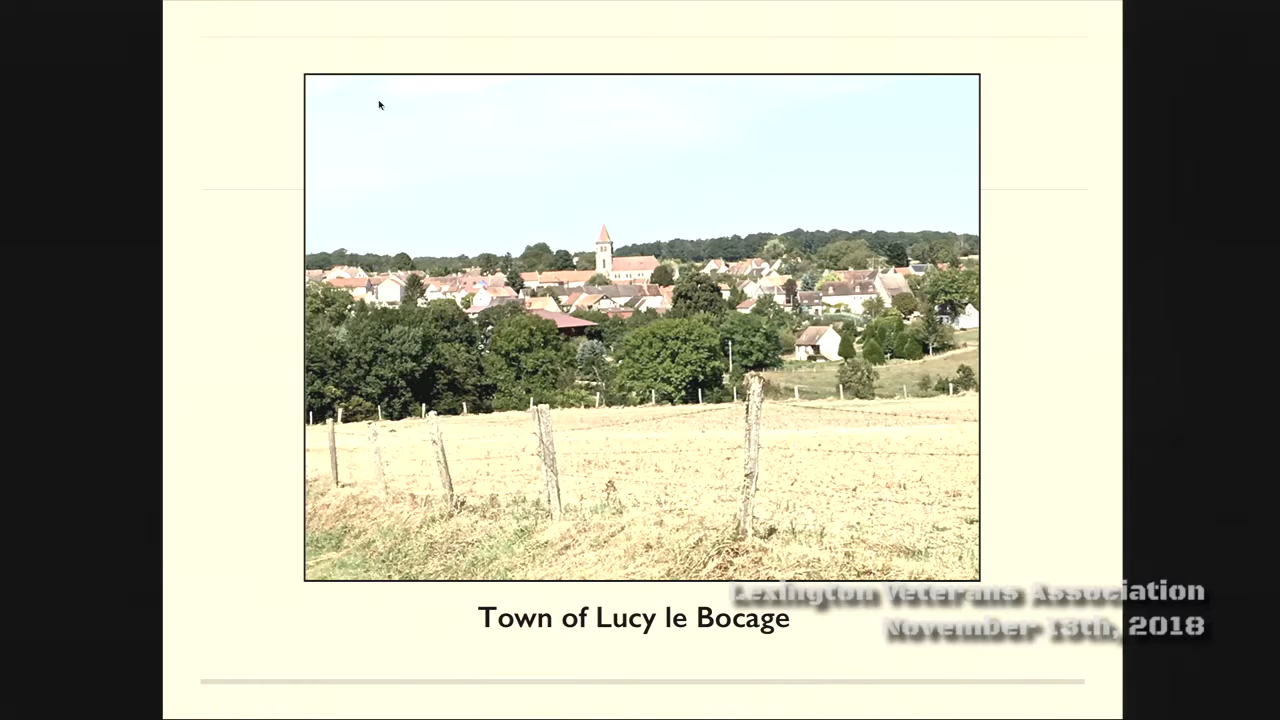 Town of Lucy le Bocage
Lexington Veterans Association
November 13th, 2018